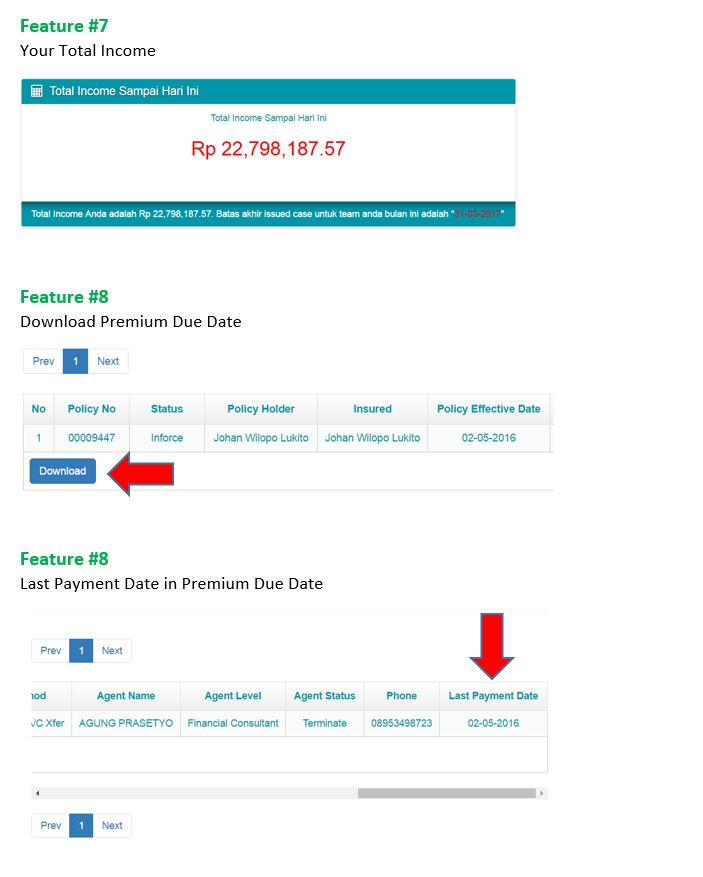 Feature #7
Your Total Income
Total Income Sampai Hari Ini
Total Income Sampai Hari Ini
Rp 22,798,187.57
Total Income Anda adalah Rp 22,798,187.57. Batas akhir issued case untuk team anda bulan ini adalah "31-03-2017"
Feature #8
Download Premium Due Date
Prev 1 Next
No Policy No Status Policy Holder Insured Policy Effective Date
1 00009447 Inforce Johan Wilopo Lukito Johan Wilopo Lukito 02-05-2016
Download
Feature #8
Last Payment Date in Premium Due Date
Prev 1 Next
Agent Name Agent Level Agent Status Phone Last Payment Date
Xfer AGUNG PRASETYO Financial Consultant Terminate 08953498723 02-05-2016
Prev 1 Next